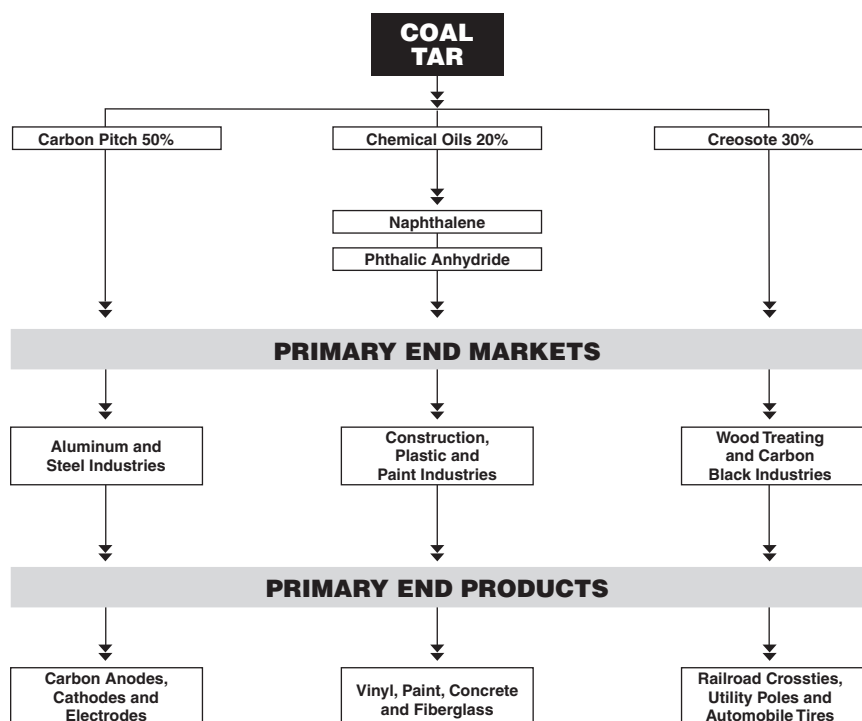 COAL
TAR
Carbon Pitch 50%
Chemical Oils 20%
Creosote 30%
Naphthalene
Phthalic Anhydride
PRIMARY END MARKETS
Aluminum and
Steel Industries
Construction,
Plastic and
Paint Industries
Wood Treating
and Carbon
Black Industries
PRIMARY END PRODUCTS
Carbon Anodes,
Cathodes and
Electrodes
Vinyl, Paint, Concrete
and Fiberglass
Railroad Crossties,
Utility Poles and
Automobile Tires